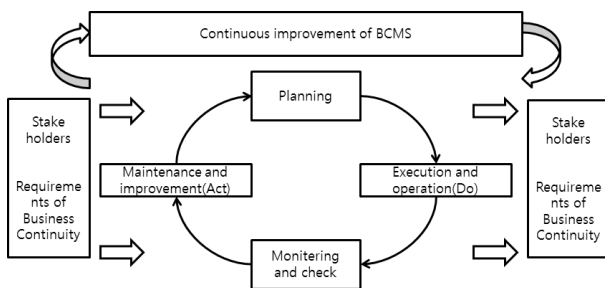 Continuous improvement of BCMS
Planning
Stake
holders
Requireme
nts of
Business
Continuity
Maintenance and
improvement(Act)
Execution and
operation(Do)
Stake
holders
Requireme
nts of
Business
Continuity
Monitering
and check